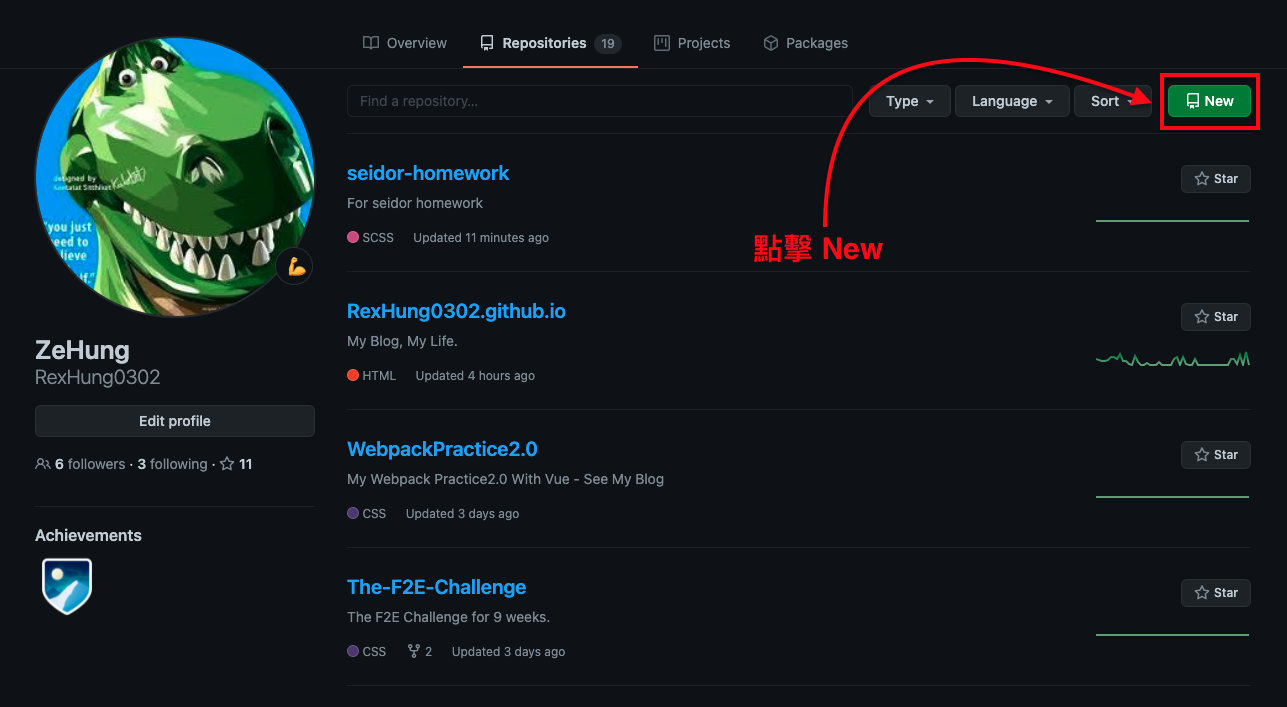 Overview Repositories 19 Projects Packages
Find a repository... Type Language Sort New
點擊 New
designed by
Keetatat Sitthiket
"you just
need to
believe
ZeHung
RexHung0302
Edit profile
6 followers · 3 following · 11
Achievements
seidor-homework Star
For seidor homework
SCSS Updated 11 minutes ago
RexHung0302.github.io Star
My Blog, My Life.
HTML Updated 4 hours ago
WebpackPractice2.0 Star
My Webpack Practice2.0 With Vue - See My Blog
CSS Updated 3 days ago
The-F2E-Challenge Star
The F2E Challenge for 9 weeks.
CSS 2 Updated 3 days ago